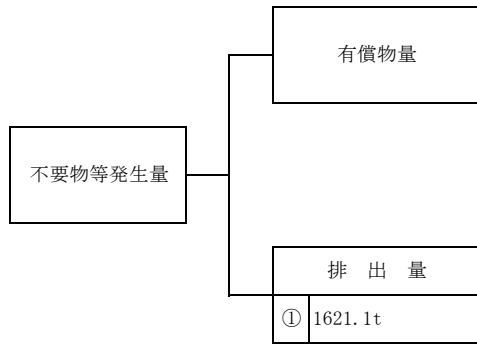 有償物量
不要物等発生量
排　出　量
① 1621.1t